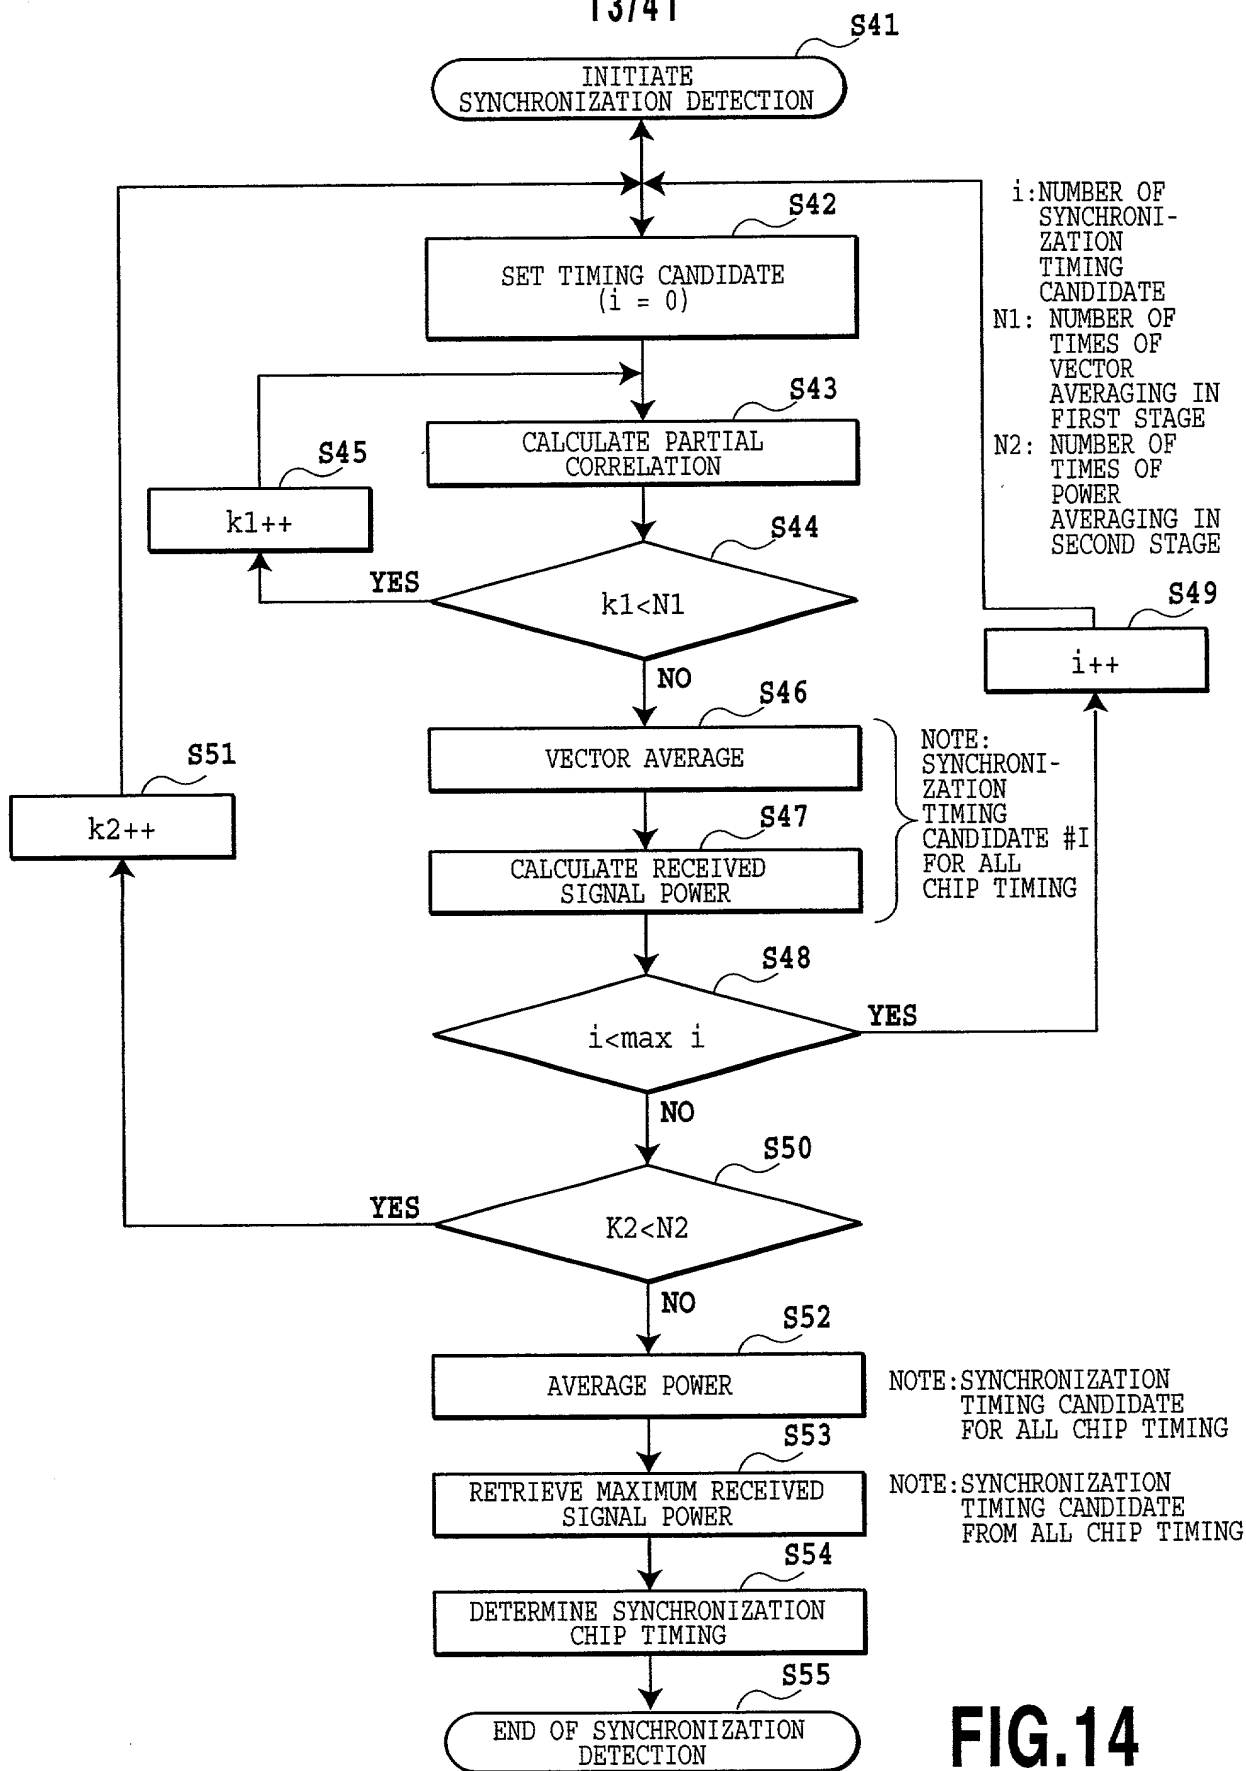 13/41
S41
INITIATE
SYNCHRONIZATION DETECTION
S42
SET TIMING CANDIDATE
(i = 0)
i:NUMBER OF
SYNCHRONI-
ZATION
TIMING
CANDIDATE
N1: NUMBER OF
TIMES OF
VECTOR
AVERAGING IN
FIRST STAGE
N2: NUMBER OF
TIMES OF
POWER
AVERAGING IN
SECOND STAGE
S43
CALCULATE PARTIAL
CORRELATION
S45
k1++
S44
YES
k1<N1
NO
S49
i++
S46
VECTOR AVERAGE
S47
CALCULATE RECEIVED
SIGNAL POWER
NOTE:
SYNCHRONI-
ZATION
TIMING
CANDIDATE #I
FOR ALL
CHIP TIMING
S51
k2++
S48
i<max i
YES
NO
S50
YES
K2<N2
NO
S52
AVERAGE POWER
NOTE:SYNCHRONIZATION
TIMING CANDIDATE
FOR ALL CHIP TIMING
S53
RETRIEVE MAXIMUM RECEIVED
SIGNAL POWER
NOTE:SYNCHRONIZATION
TIMING CANDIDATE
FROM ALL CHIP TIMING
S54
DETERMINE SYNCHRONIZATION
CHIP TIMING
S55
END OF SYNCHRONIZATION
DETECTION
FIG.14